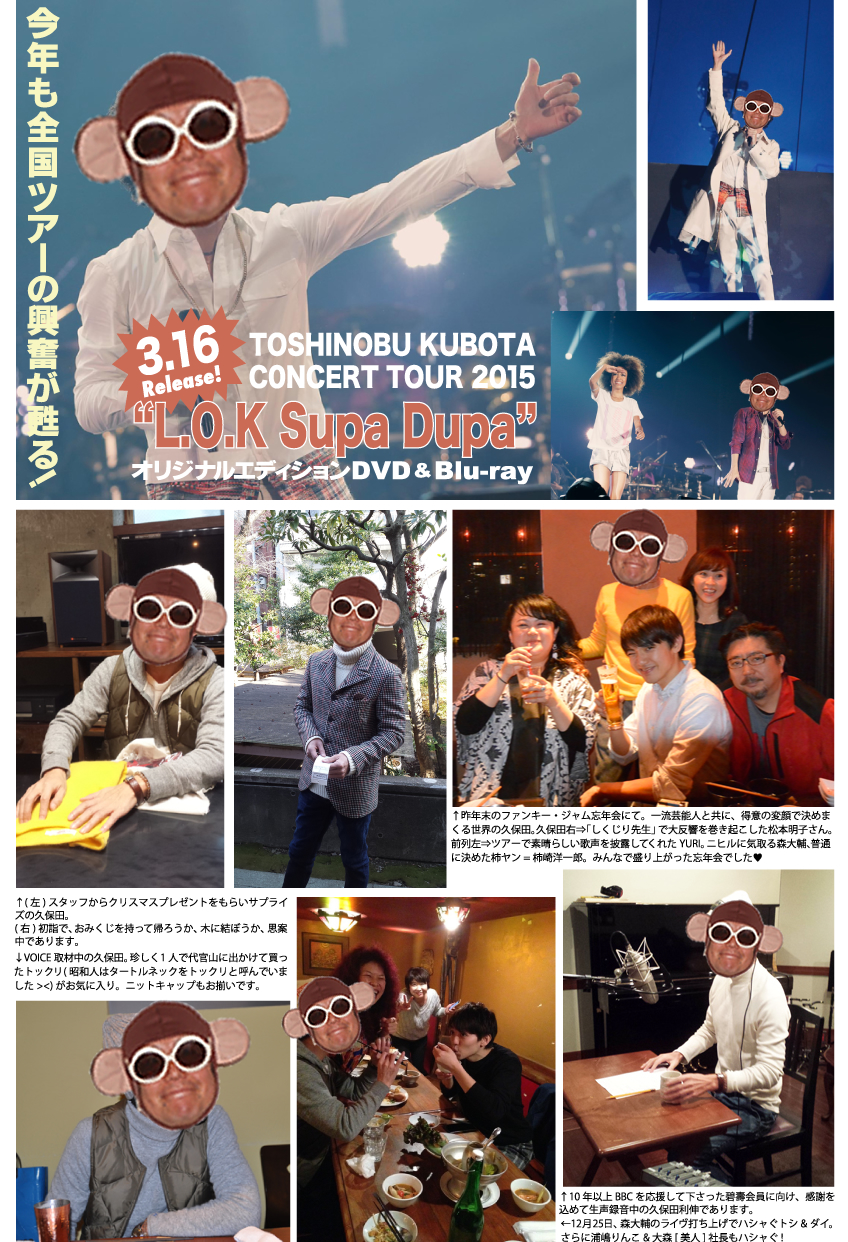 今年も全国ツアーの興奮が甦る!
3.16
Release!
TOSHINOBU KUBOTA
CONCERT TOUR 2015
“L.O.K Supa Dupa”
オリジナルエディションDVD & Blu-ray
↑昨年末のファンキー・ジャム忘年会にて。一流芸能人と共に、得意の変顔で決めま
くる世界の久保田。久保田右⇒「しくじり先生」で大反響を巻き起こした松本明子さん。
前列左⇒ツアーで素晴らしい歌声を披露してくれたYURI。ニヒルに気取る森大輔、普通
に決めた柿ヤン=柿崎洋一郎。みんなで盛り上がった忘年会でした♥
↑(左)スタッフからクリスマスプレゼントをもらいサプライ
ズの久保田。
(右)初詣で、おみくじを持って帰ろうか、木に結ぼうか、思案
中であります。
↓VOICE取材中の久保田。珍しく1人で代官山に出かけて買っ
たトックリ(昭和人はタートルネックをトックリと呼んでいま
した><)がお気に入り。ニットキャップもお揃いです。
↑10年以上BBCを応援して下さった碧壽会員に向け、感謝を
込めて生声録音中の久保田利伸であります。
←12月25日、森大輔のライヴ打ち上げでハシャぐトシ&ダイ。
さらに浦嶋りんこ&大森[美人]社長もハシャぐ!